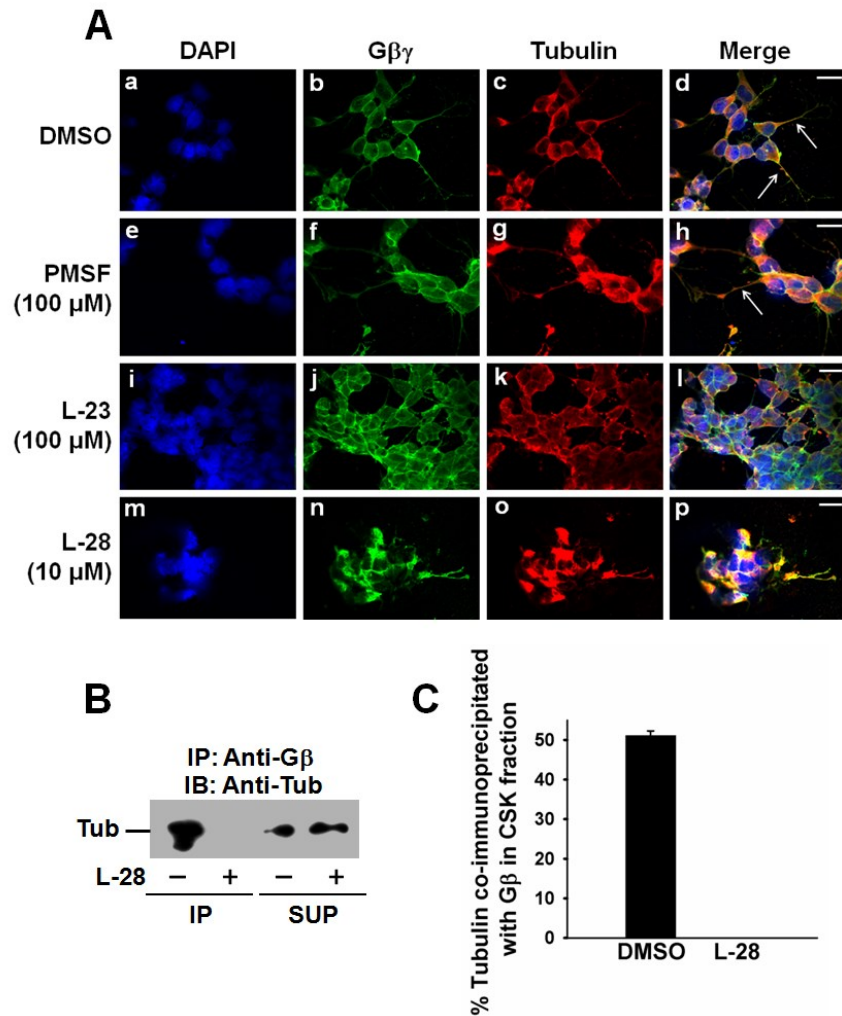 A
DAPI Gβγ Tubulin Merge
DMSO
a b c d
PMSF
(100 µM)
e f g h
L-23
(100 µM)
i j k l
L-28
(10 µM)
m n o p
B
IP: Anti-Gβ
IB: Anti-Tub
Tub
L-28 − + − +
IP SUP
C
% Tubulin co-immunoprecipitated
with Gβ in CSK fraction
50
40
30
20
10
0
DMSO L-28